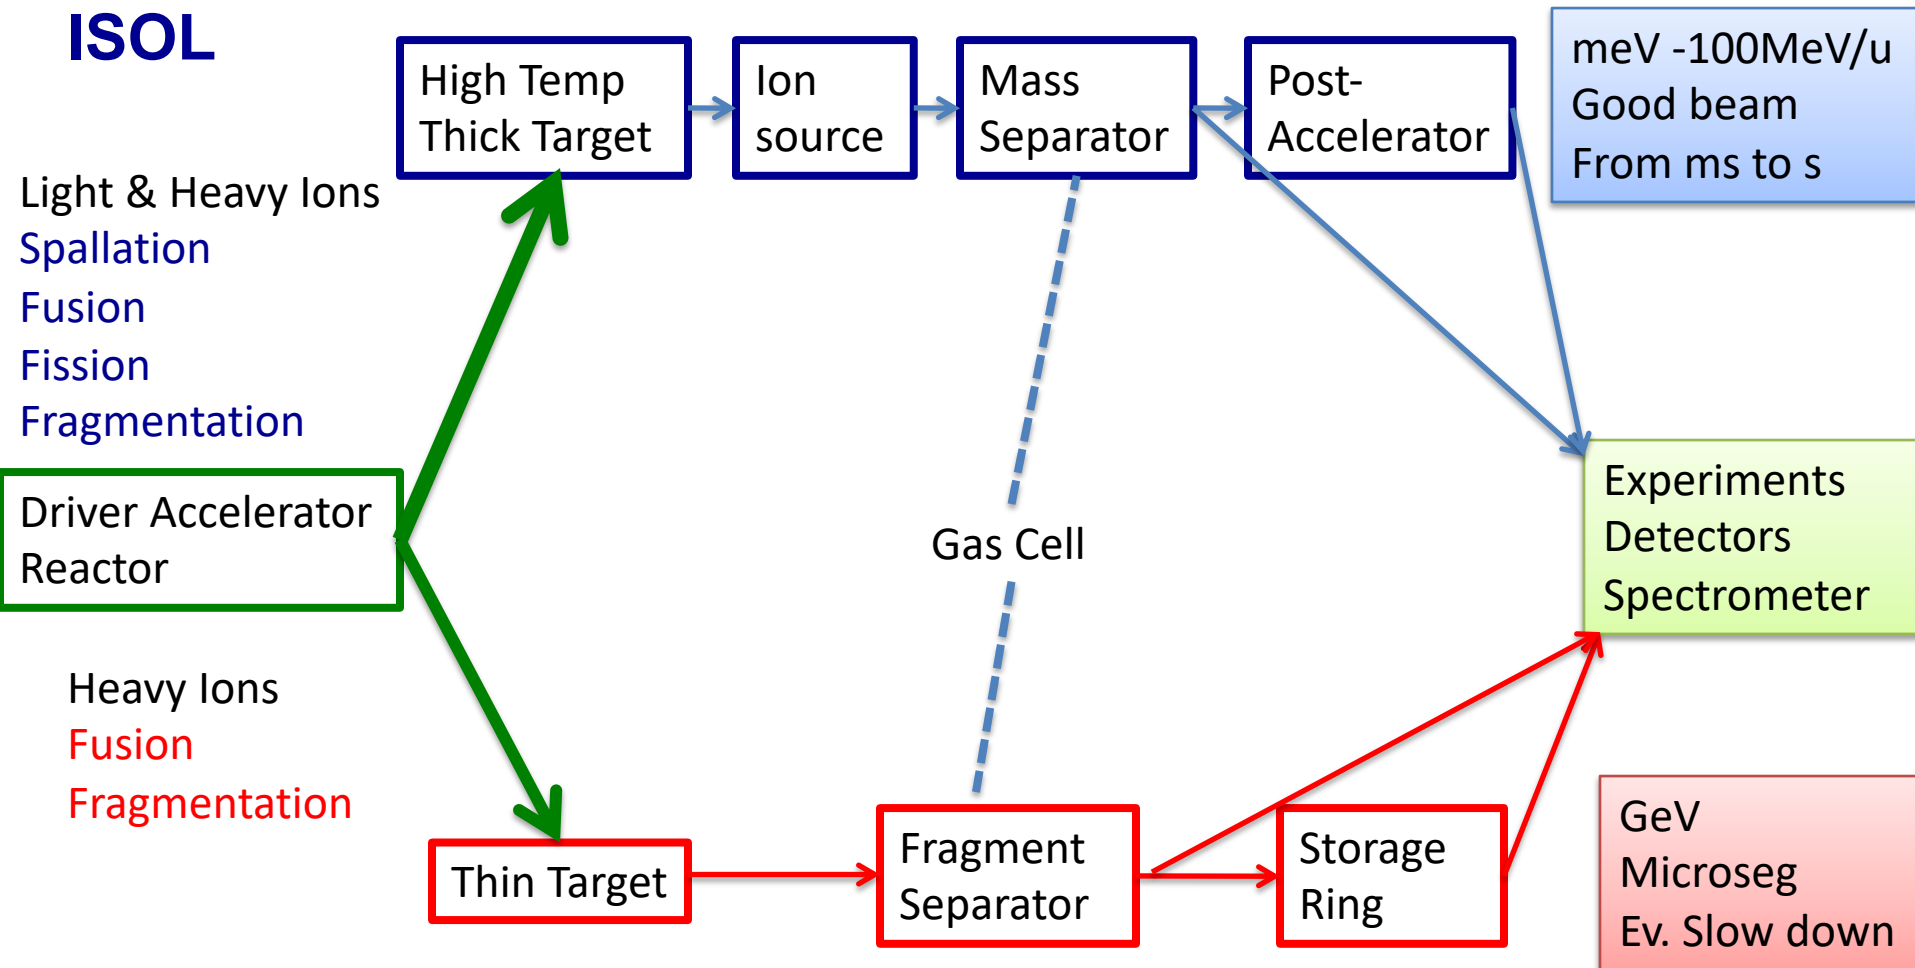 ISOL
High Temp
Thick Target
Ion
source
Mass
Separator
Post-
Accelerator
meV -100MeV/u
Good beam
From ms to s
Light & Heavy Ions
Spallation
Fusion
Fission
Fragmentation
Driver Accelerator
Reactor
Gas Cell
Experiments
Detectors
Spectrometer
Heavy Ions
Fusion
Fragmentation
Thin Target
Fragment
Separator
Storage
Ring
GeV
Microseg
Ev. Slow down